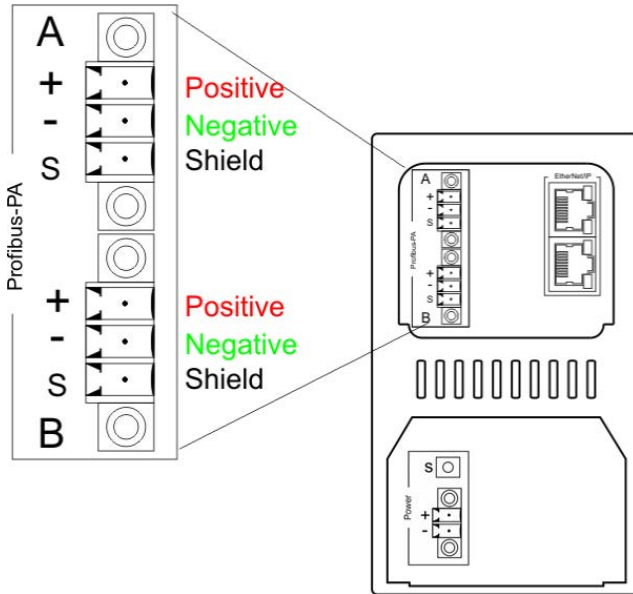 A
+ Positive
- Negative
S Shield
Profibus-PA
+ Positive
- Negative
S Shield
B
A
+
-
S
Profibus-PA
+
-
S
B
EtherNet/IP
S
Power
+
-